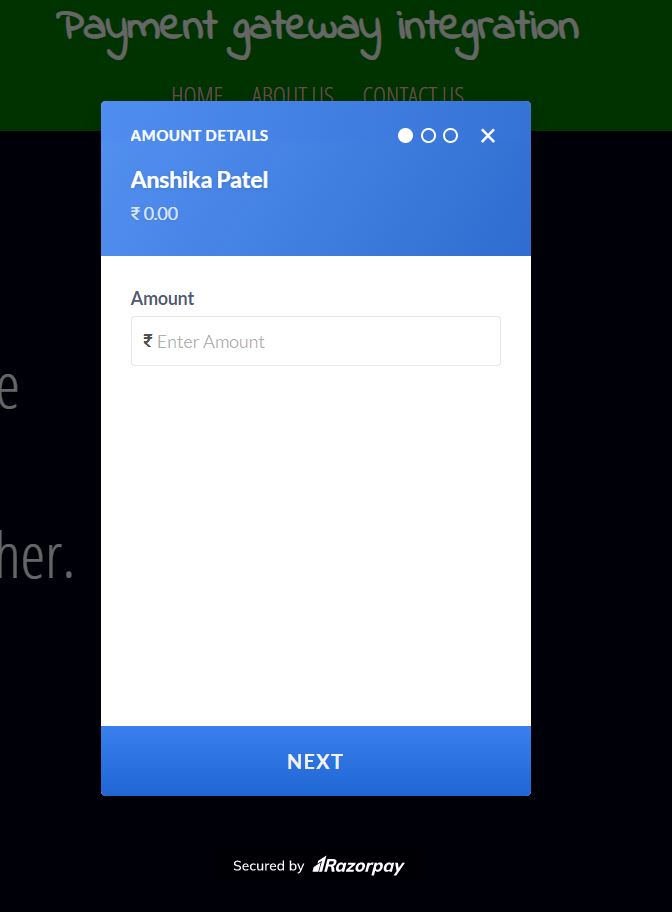 Payment gateway integration
HOME ABOUT US CONTACT US
AMOUNT DETAILS
Anshika Patel
₹ 0.00
Amount
₹ Enter Amount
e
her.
NEXT
Secured by Razorpay